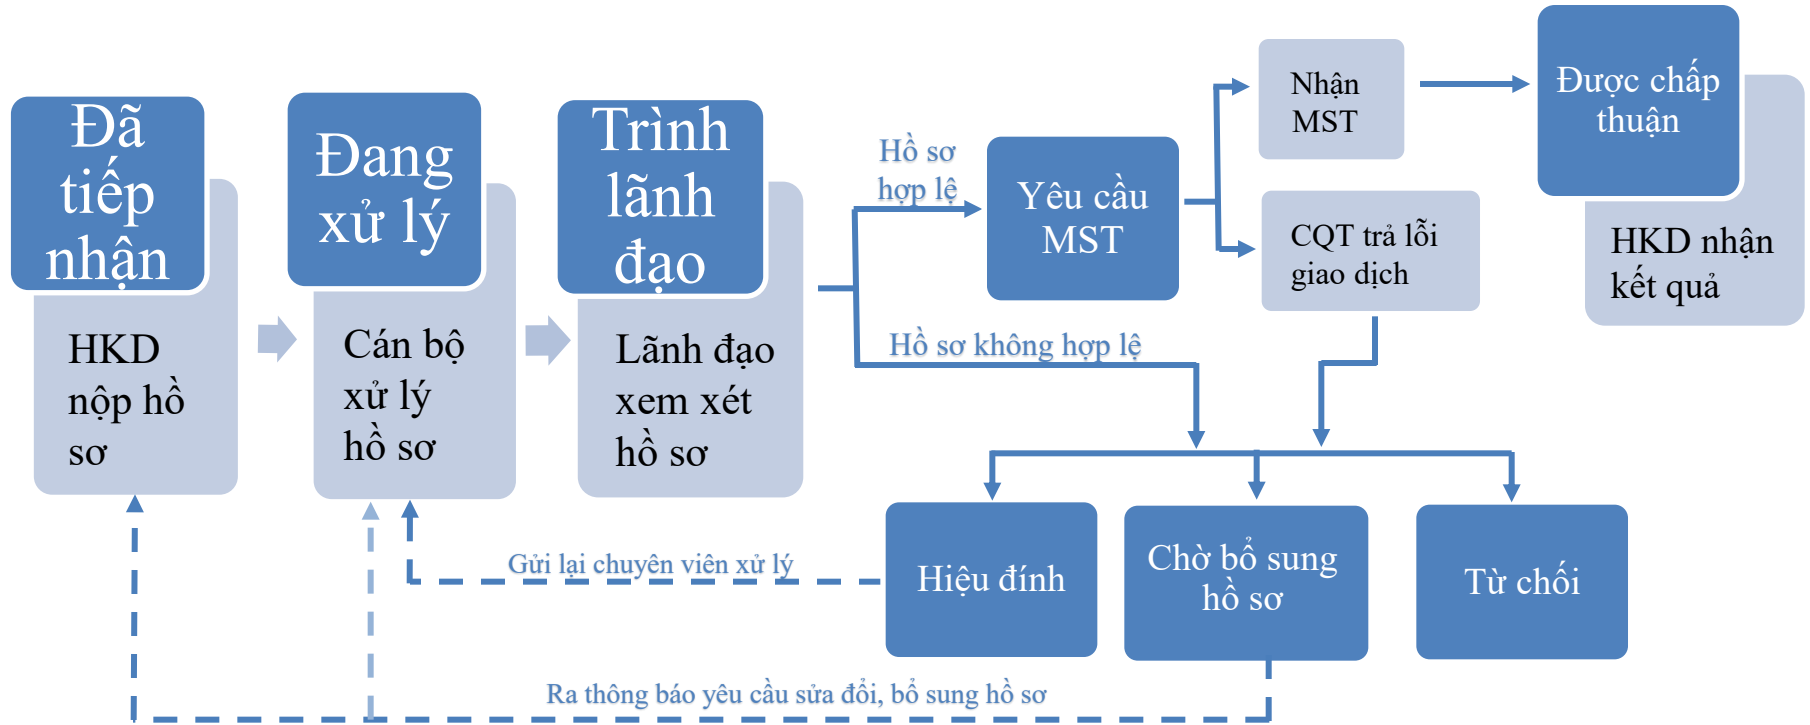 Đã
tiếp
nhận
HKD
nộp hồ
sơ
Đang
xử lý
Cán bộ
xử lý
hồ sơ
Trình
lãnh
đạo
Lãnh đạo
xem xét
hồ sơ
Hồ sơ
hợp lệ
Hồ sơ không hợp lệ
Yêu cầu
MST
Nhận
MST
CQT trả lỗi
giao dịch
Được chấp
thuận
HKD nhận
kết quả
Hiệu đính
Chờ bổ sung
hồ sơ
Từ chối
Gửi lại chuyên viên xử lý
Ra thông báo yêu cầu sửa đổi, bổ sung hồ sơ